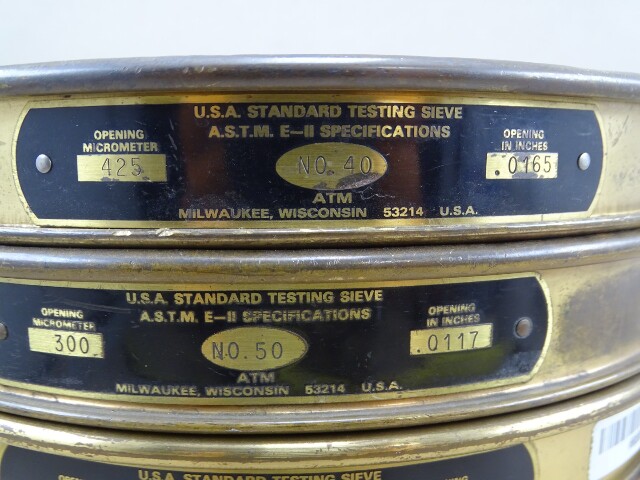 U.S.A. STANDARD TESTING SIEVE
A.S.T.M. E-II SPECIFICATIONS
OPENING
MICROMETER
425
NO. 40
OPENING
IN INCHES
.0165
ATM
MILWAUKEE, WISCONSIN 53214 U.S.A.
U.S.A. STANDARD TESTING SIEVE
A.S.T.M. E-II SPECIFICATIONS
OPENING
MICROMETER
300
NO. 50
OPENING
IN INCHES
.0117
ATM
MILWAUKEE, WISCONSIN 53214 U.S.A.
U.S.A. STANDARD TESTING SIEVE